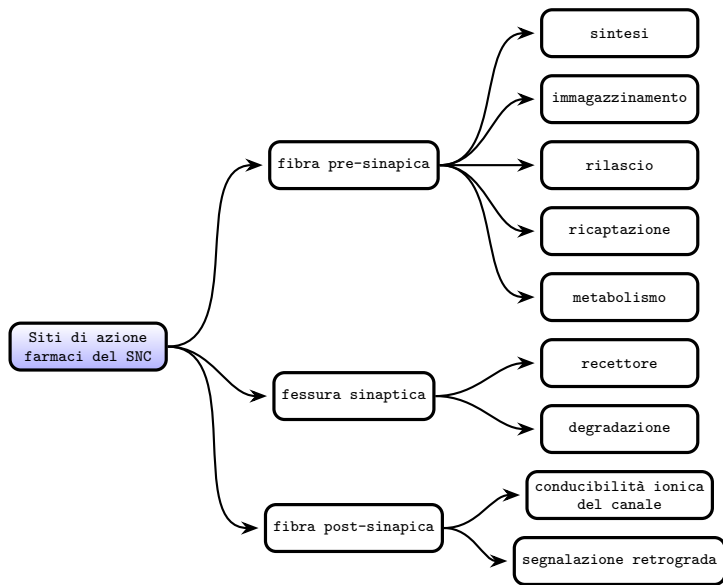 Siti di azione
farmaci del SNC
fibra pre-sinapica
sintesi
immagazzinamento
rilascio
ricaptazione
metabolismo
fessura sinaptica
recettore
degradazione
fibra post-sinapica
conducibilità ionica
del canale
segnalazione retrograda